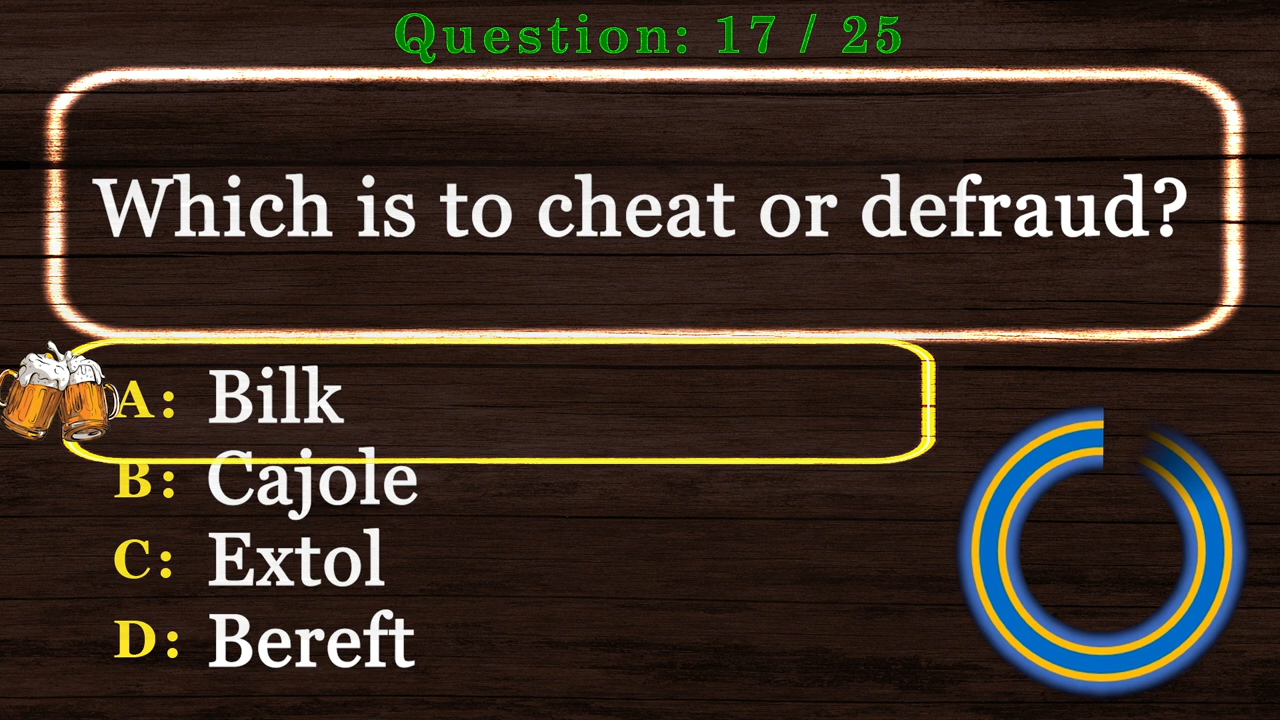 Question: 17 / 25
Which is to cheat or defraud?
A: Bilk
B: Cajole
C: Extol
D: Bereft